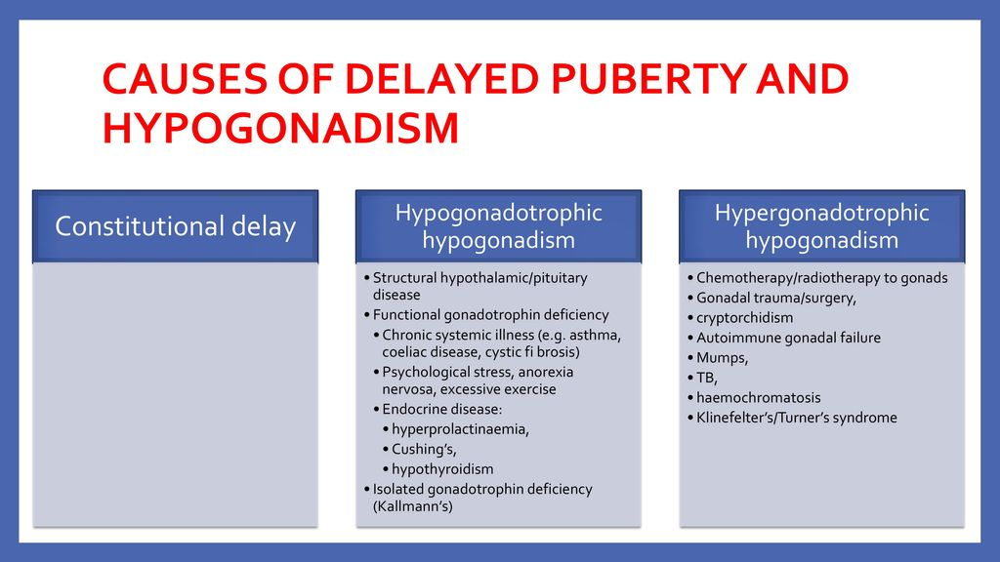 CAUSES OF DELAYED PUBERTY AND
HYPOGONADISM
Constitutional delay
Hypogonadotrophic
hypogonadism
• Structural hypothalamic/pituitary
disease
• Functional gonadotrophin deficiency
• Chronic systemic illness (e.g. asthma,
coeliac disease, cystic fi brosis)
• Psychological stress, anorexia
nervosa, excessive exercise
• Endocrine disease:
• hyperprolactinaemia,
• Cushing's,
• hypothyroidism
• Isolated gonadotrophin deficiency
(Kallmann's)
Hypergonadotrophic
hypogonadism
• Chemotherapy/radiotherapy to gonads
• Gonadal trauma/surgery,
• cryptorchidism
• Autoimmune gonadal failure
• Mumps,
• TB,
• haemochromatosis
• Klinefelter's/Turner's syndrome